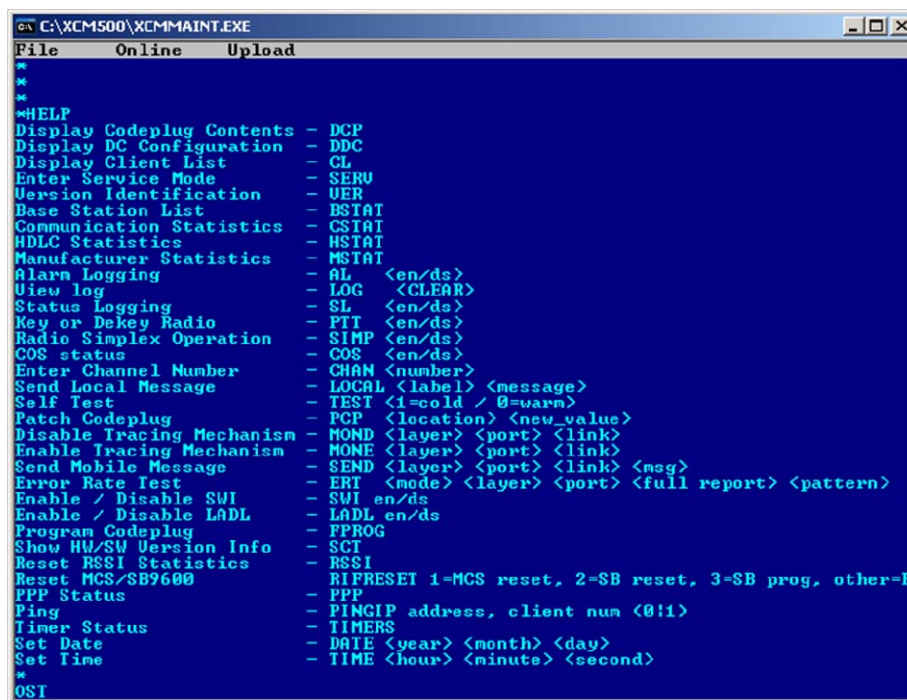 C:\XCM500\XCMMAINT.EXE
File Online Upload
*
*
*
*HELP
Display Codeplug Contents - DCP
Display DC Configuration - DDC
Display Client List - CL
Enter Service Mode - SERV
Version Identification - VER
Base Station List - BSTAT
Communication Statistics - CSTAT
HDLC Statistics - HSTAT
Manufacturer Statistics - MSTAT
Alarm Logging - AL <en/ds>
View log - LOG <CLEAR>
Status Logging - SL <en/ds>
Key or Dekey Radio - PTT <en/ds>
Radio Simplex Operation - SIMP <en/ds>
COS status - COS <en/ds>
Enter Channel Number - CHAN <number>
Send Local Message - LOCAL <label> <message>
Self Test - TEST <1=cold / 0=warm>
Patch Codeplug - PCP <location> <new_value>
Disable Tracing Mechanism - MOND <layer> <port> <link>
Enable Tracing Mechanism - MONE <layer> <port> <link>
Send Mobile Message - SEND <layer> <port> <link> <msg>
Error Rate Test - ERT <mode> <layer> <port> <full report> <pattern>
Enable / Disable SWI - SWI en/ds
Enable / Disable LADL - LADL en/ds
Program Codeplug - FPROG
Show HW/SW Version Info - SCT
Reset RSSI Statistics - RSSI
Reset MCS/SB9600 RIFRESET 1=MCS reset, 2=SB reset, 3=SB prog, other=
PPP Status - PPP
Ping - PINGIP address, client num <0¦1>
Timer Status - TIMERS
Set Date - DATE <year> <month> <day>
Set Time - TIME <hour> <minute> <second>
*
OST